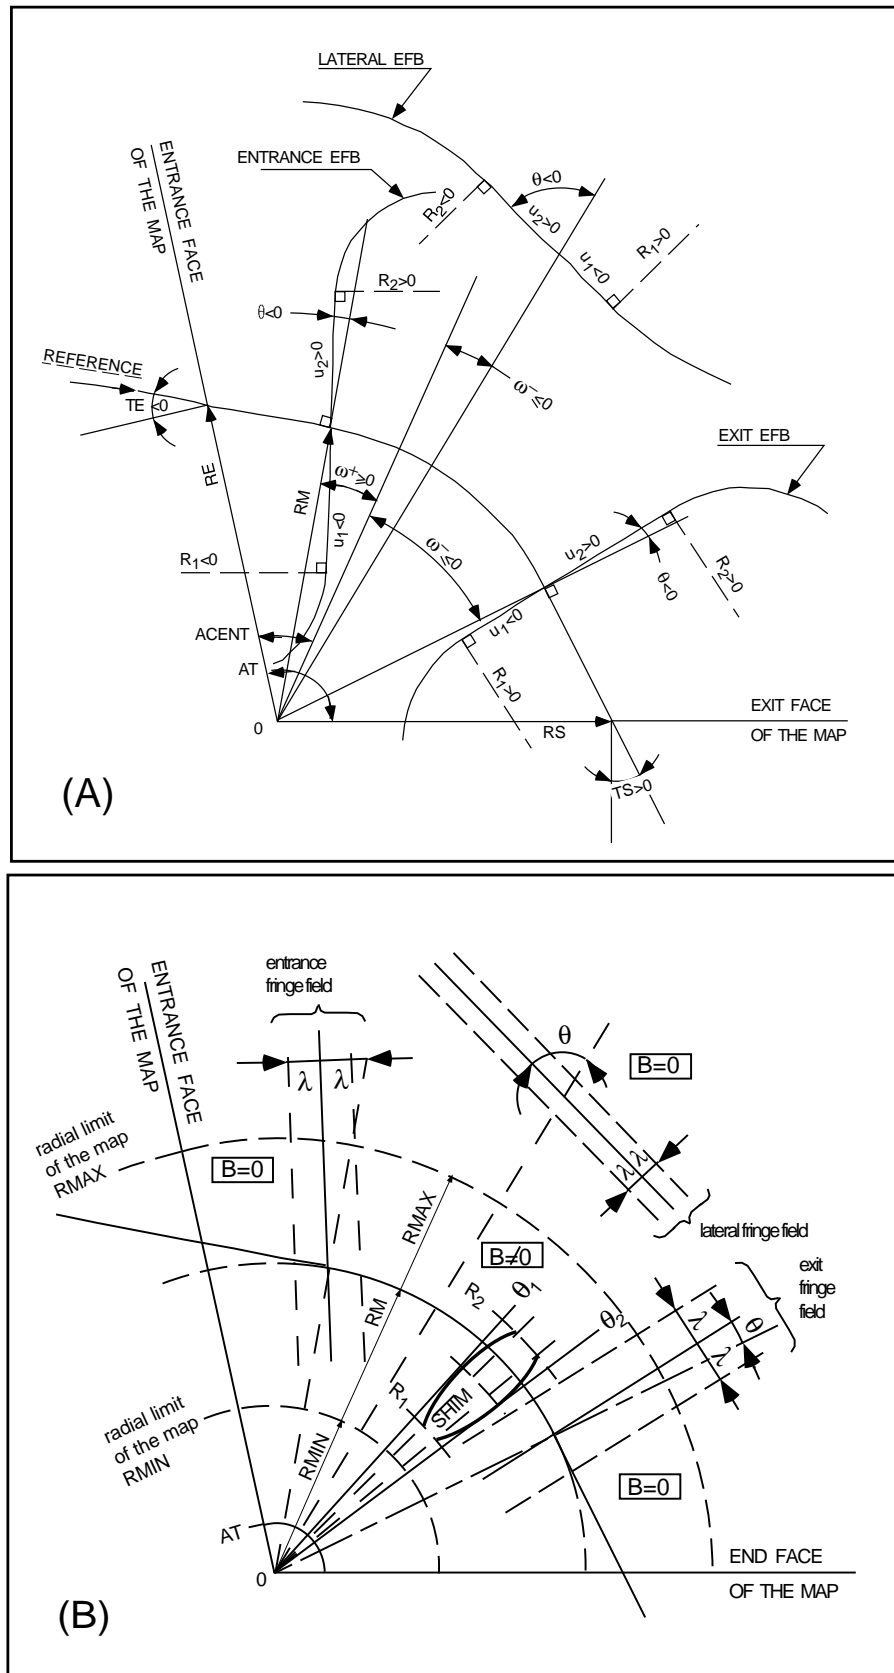 LATERAL EFB
ENTRANCE FACE
OF THE MAP
ENTRANCE EFB
θ<0
R2<0
u2>0
R1>0
u1<0
R2>0
θ<0
u2>0
REFERENCE
TE <0
ω−≤0
EXIT EFB
RE
RM
ω+≥0
u1<0
ω−≤0
u2>0
R1<0
θ<0
R2>0
u1<0
ACENT
AT
R1>0
0
RS
EXIT FACE
OF THE MAP
TS>0
(A)
entrance
fringe field
ENTRANCE FACE
OF THE MAP
θ
B=0
λ
λ
radial limit
of the map
RMAX
B=0
λ
λ
RMAX
lateral fringe field
B≠0
exit
fringe
field
R2
θ1
RM
θ2
λ
θ
λ
R1
SHIM
radial limit
of the map
RMIN
RMIN
B=0
AT
0
END FACE
OF THE MAP
(B)